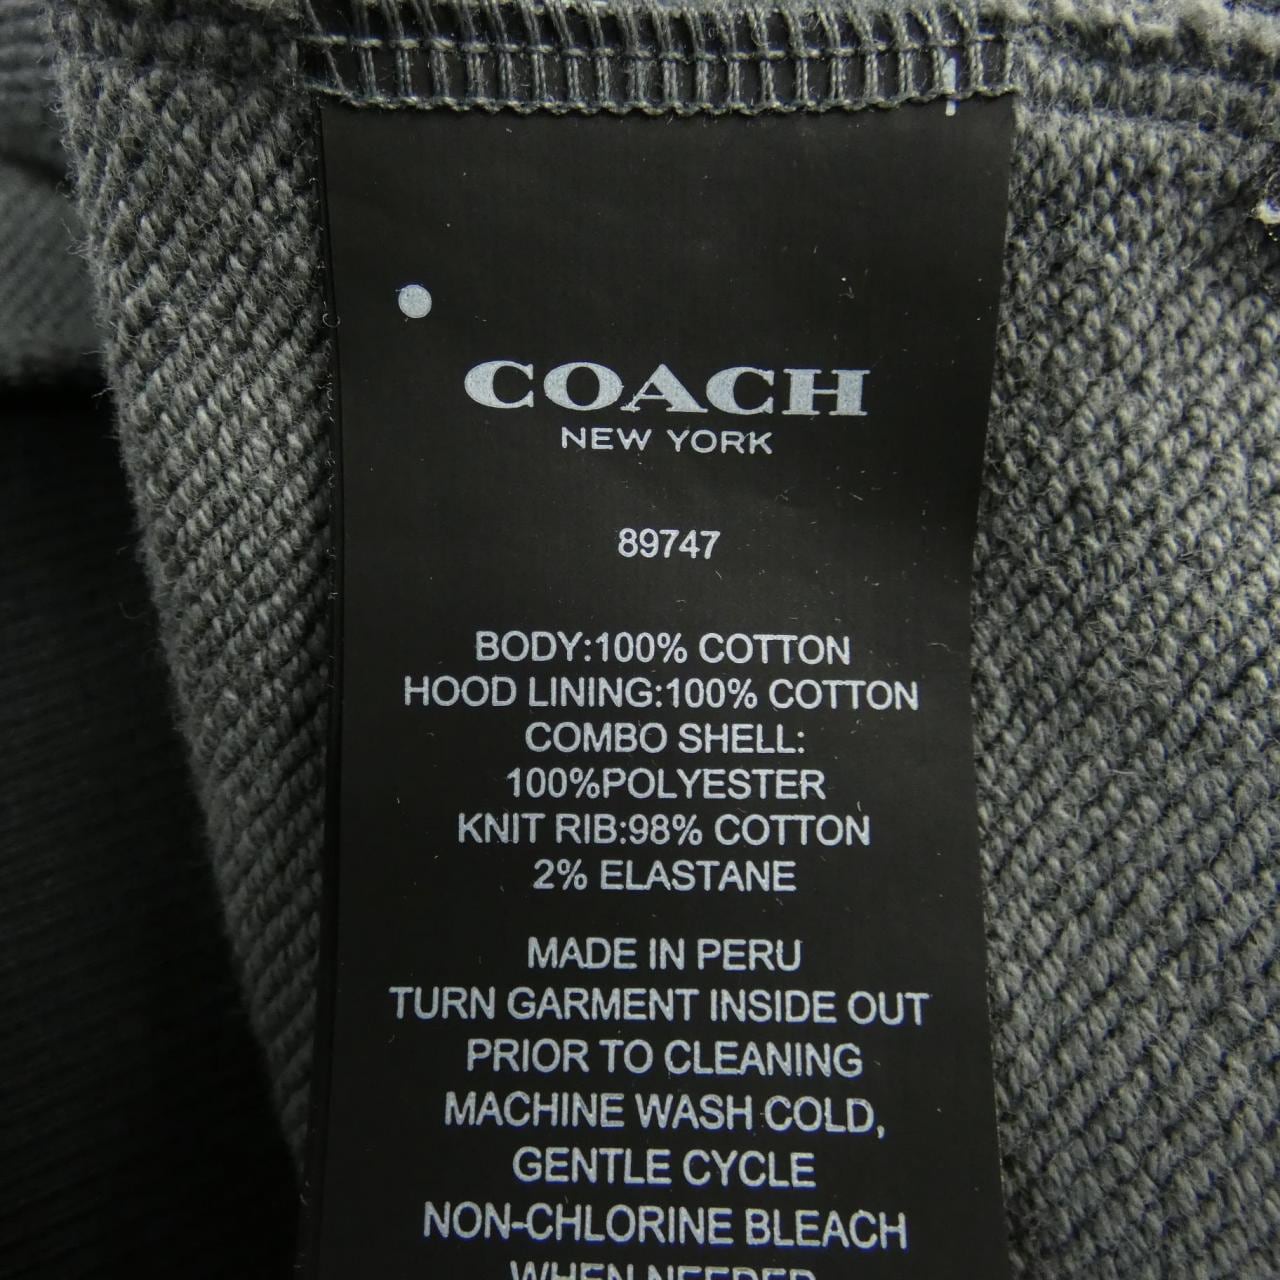 COACH
NEW YORK
89747
BODY:100% COTTON
HOOD LINING:100% COTTON
COMBO SHELL:
100%POLYESTER
KNIT RIB:98% COTTON
2% ELASTANE
MADE IN PERU
TURN GARMENT INSIDE OUT
PRIOR TO CLEANING
MACHINE WASH COLD,
GENTLE CYCLE
NON-CHLORINE BLEACH
WHEN NEEDED